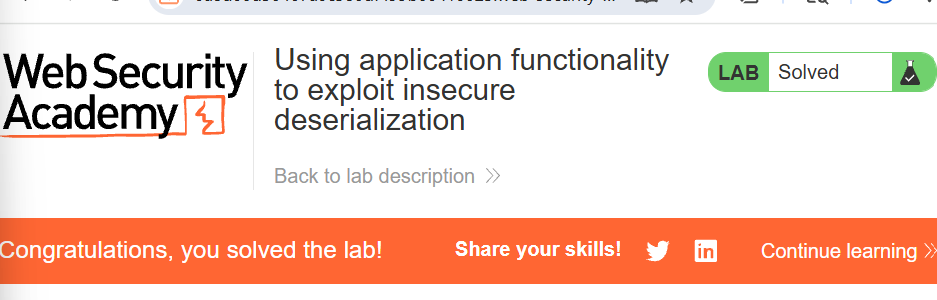 Web Security
Academy
Using application functionality
to exploit insecure
deserialization
Back to lab description
LAB Solved
Congratulations, you solved the lab!
Share your skills!
in
Continue learning